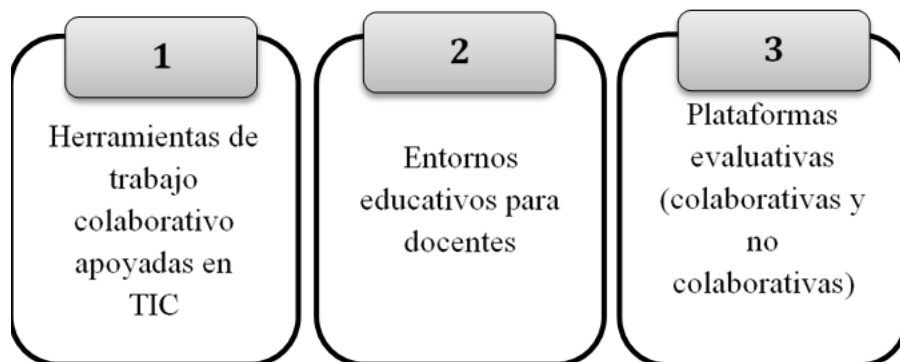 1
Herramientas de
trabajo
colaborativo
apoyadas en
TIC
2
Entornos
educativos para
docentes
3
Plataformas
evaluativas
(colaborativas y
no
colaborativas)